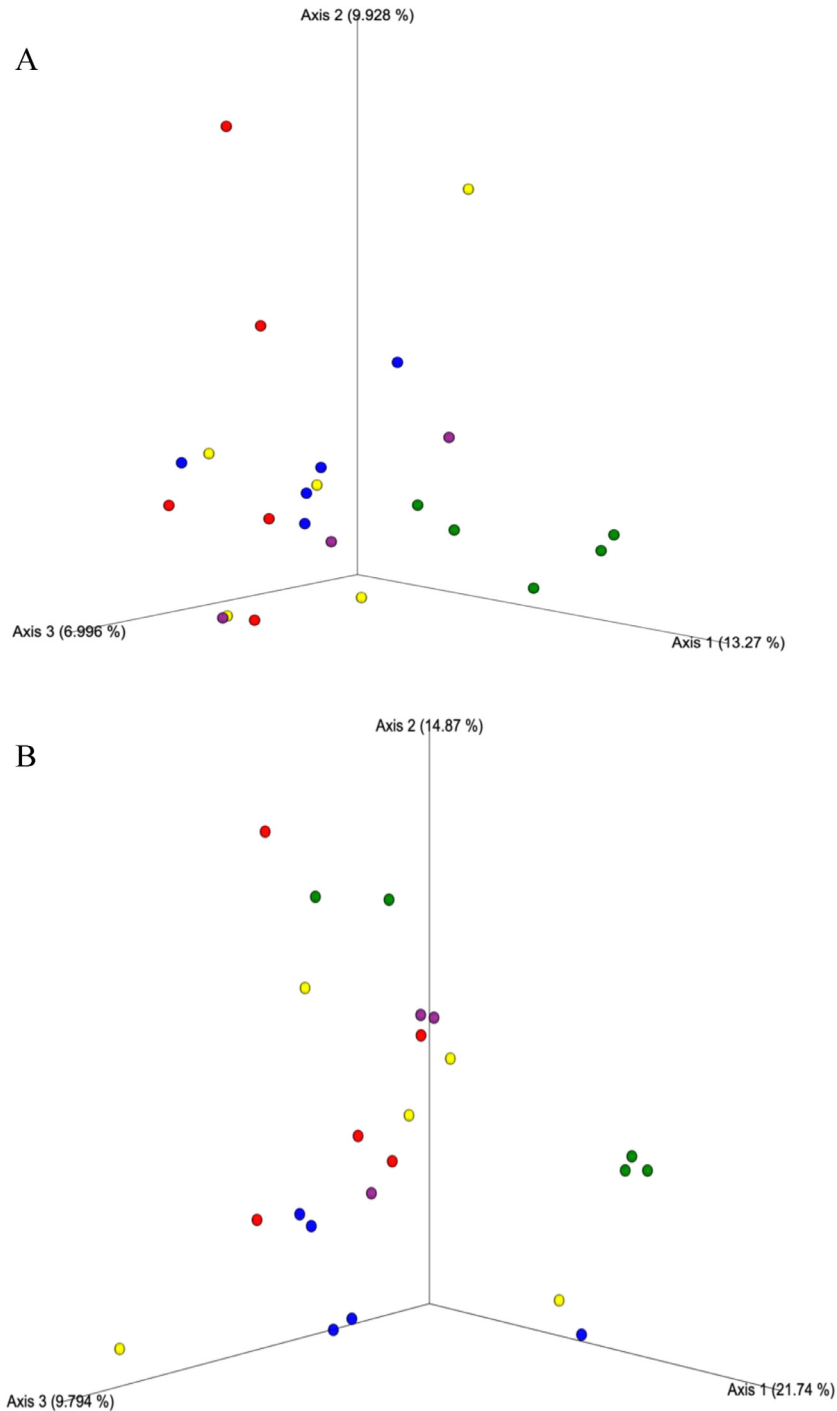 Axis 2 (9.928 %)
A
Axis 3 (6.996 %)
Axis 1 (13.27 %)
Axis 2 (14.87 %)
B
Axis 1 (21.74 %)
Axis 3 (9.794 %)